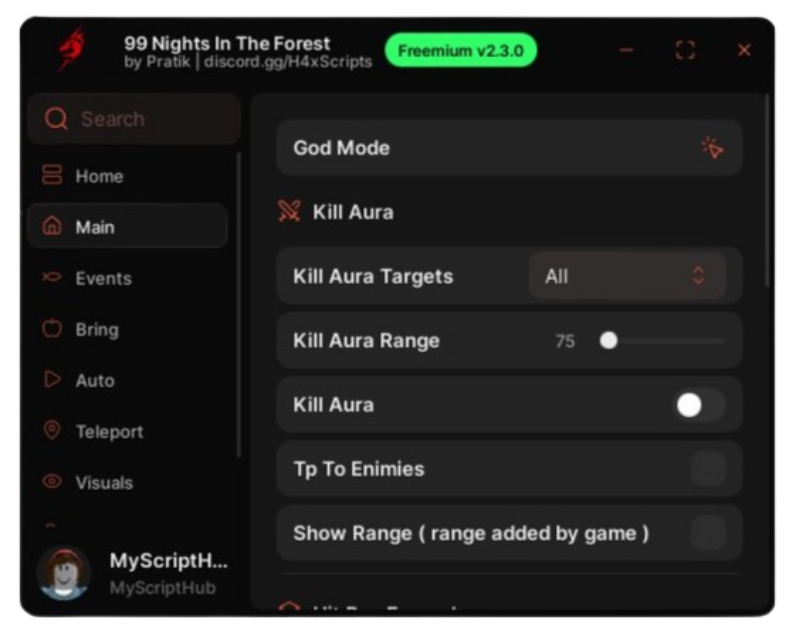 99 Nights In The Forest
by Pratik | discord.gg/H4xScripts
Freemium v2.3.0
Search
Home
Main
Events
Bring
Auto
Teleport
Visuals
MyScriptH...
MyScriptHub
God Mode
Kill Aura
Kill Aura Targets All
Kill Aura Range 75
Kill Aura
Tp To Enimies
Show Range ( range added by game )